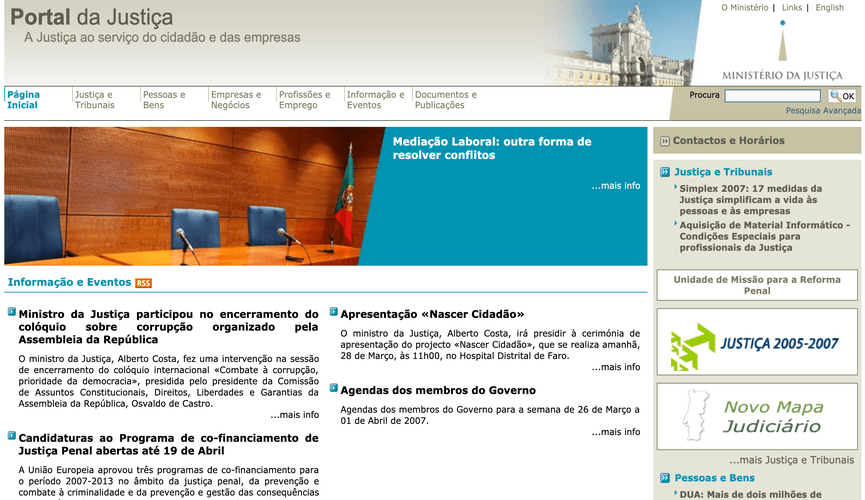 Portal da Justiça
A Justiça ao serviço do cidadão e das empresas
O Ministério | Links | English
MINISTÉRIO DA JUSTIÇA
Página
Inicial
Justiça e
Tribunais
Pessoas e
Bens
Empresas e
Negócios
Profissões e
Emprego
Informação e
Eventos
Documentos e
Publicações
Procura
OK
Pesquisa Avançada
Mediação Laboral: outra forma de
resolver conflitos
...mais info
Informação e Eventos RSS
Ministro da Justiça participou no encerramento do
colóquio sobre corrupção organizado pela
Assembleia da República
O ministro da Justiça, Alberto Costa, fez uma intervenção na sessão
de encerramento do colóquio internacional «Combate à corrupção,
prioridade da democracia», presidida pelo presidente da Comissão
de Assuntos Constitucionais, Direitos, Liberdades e Garantias da
Assembleia da República, Osvaldo de Castro.
...mais info
Candidaturas ao Programa de co-financiamento de
Justiça Penal abertas até 19 de Abril
A União Europeia aprovou três programas de co-financiamento para
o período 2007-2013 no âmbito da justiça penal, da prevenção e
combate à criminalidade e da prevenção e gestão das consequências
Apresentação «Nascer Cidadão»
O ministro da Justiça, Alberto Costa, irá presidir à cerimónia de
apresentação do projecto «Nascer Cidadão», que se realiza amanhã,
28 de Março, às 11h00, no Hospital Distrital de Faro.
...mais info
Agendas dos membros do Governo
Agendas dos membros do Governo para a semana de 26 de Março a
01 de Abril de 2007.
...mais info
Contactos e Horários
Justiça e Tribunais
Simplex 2007: 17 medidas da
Justiça simplificam a vida às
pessoas e às empresas
Aquisição de Material Informático -
Condições Especiais para
profissionais da Justiça
Unidade de Missão para a Reforma
Penal
JUSTIÇA 2005-2007
Novo Mapa
Judiciário
...mais Justiça e Tribunais
Pessoas e Bens
DUA: Mais de dois milhões de